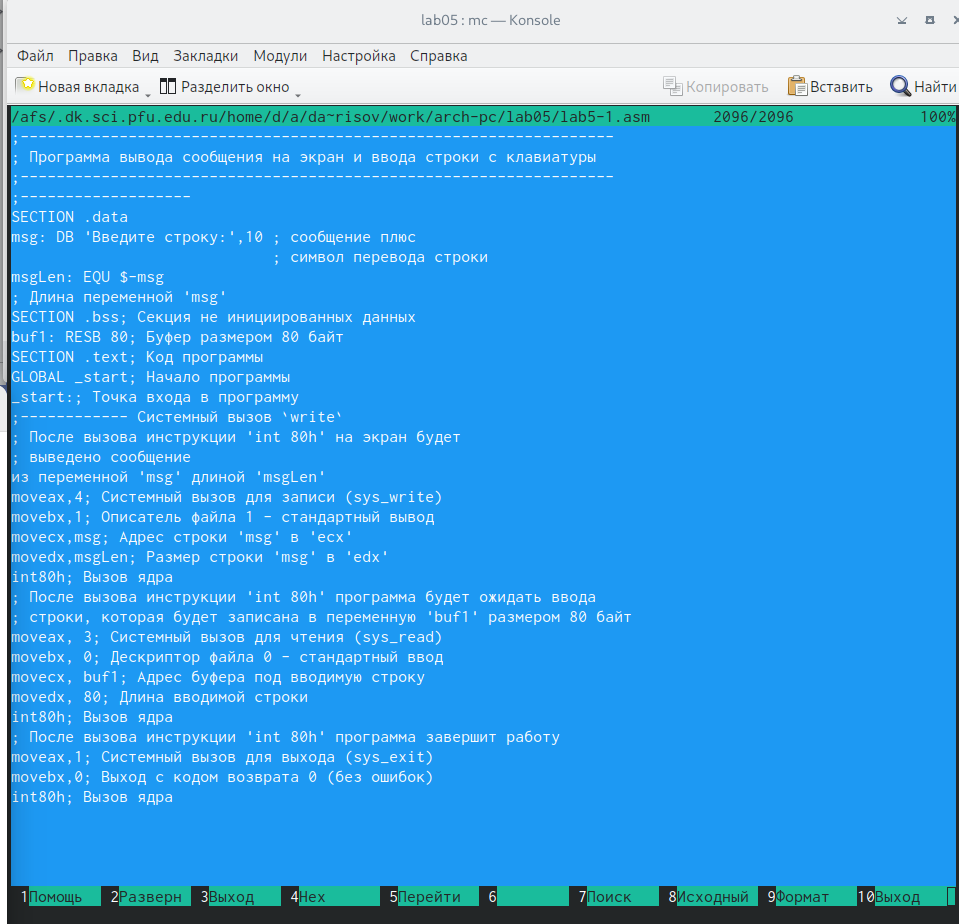 lab05 : mc — Konsole
Файл Правка Вид Закладки Модули Настройка Справка
Новая вкладка Разделить окно Копировать Вставить Найти
/afs/.dk.sci.pfu.edu.ru/home/d/a/da~risov/work/arch-pc/lab05/lab5-1.asm 2096/2096 100%
;------------------------------------------------------------------
; Программа вывода сообщения на экран и ввода строки с клавиатуры
;------------------------------------------------------------------
;-------------------
SECTION .data
msg: DB 'Введите строку:',10 ; сообщение плюс
; символ перевода строки
msgLen: EQU $-msg
; Длина переменной 'msg'
SECTION .bss; Секция не инициированных данных
buf1: RESB 80; Буфер размером 80 байт
SECTION .text; Код программы
GLOBAL _start; Начало программы
_start:; Точка входа в программу
;------------ Системный вызов `write`
; После вызова инструкции 'int 80h' на экран будет
; выведено сообщение
из переменной 'msg' длиной 'msgLen'
moveax,4; Системный вызов для записи (sys_write)
movebx,1; Описатель файла 1 - стандартный вывод
movecx,msg; Адрес строки 'msg' в 'ecx'
movedx,msgLen; Размер строки 'msg' в 'edx'
int80h; Вызов ядра
; После вызова инструкции 'int 80h' программа будет ожидать ввода
; строки, которая будет записана в переменную 'buf1' размером 80 байт
moveax, 3; Системный вызов для чтения (sys_read)
movebx, 0; Дескриптор файла 0 - стандартный ввод
movecx, buf1; Адрес буфера под вводимую строку
movedx, 80; Длина вводимой строки
int80h; Вызов ядра
; После вызова инструкции 'int 80h' программа завершит работу
moveax,1; Системный вызов для выхода (sys_exit)
movebx,0; Выход с кодом возврата 0 (без ошибок)
int80h; Вызов ядра
1Помощь 2Разверн 3Выход 4Hex 5Перейти 6 7Поиск 8Исходный 9Формат 10Выход